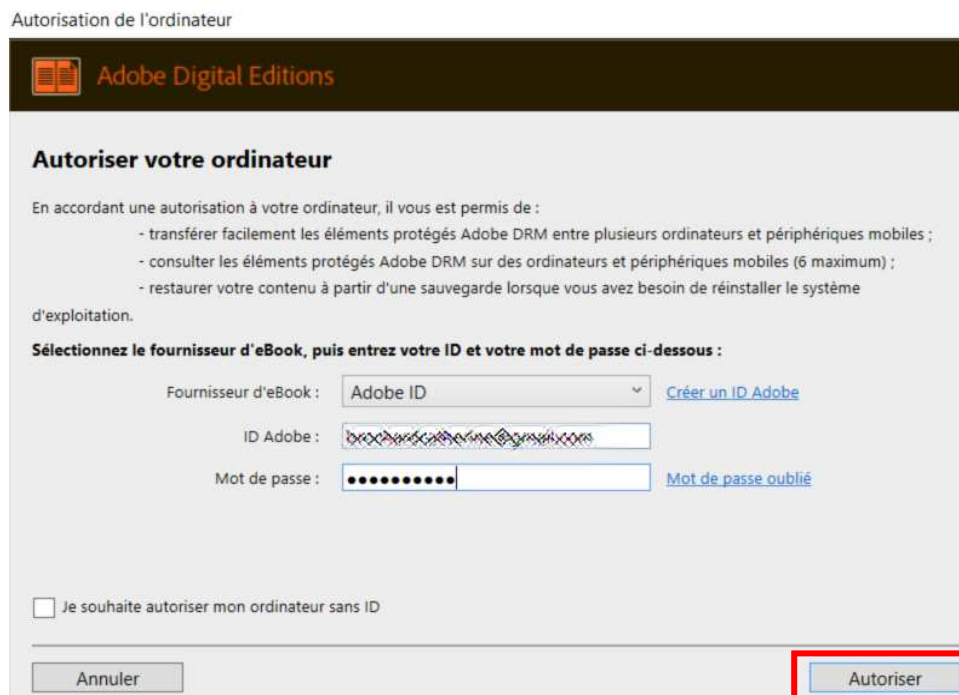 Autorisation de l'ordinateur
Adobe Digital Editions
Autoriser votre ordinateur
En accordant une autorisation à votre ordinateur, il vous est permis de :
- transférer facilement les éléments protégés Adobe DRM entre plusieurs ordinateurs et périphériques mobiles ;
- consulter les éléments protégés Adobe DRM sur des ordinateurs et périphériques mobiles (6 maximum) ;
- restaurer votre contenu à partir d'une sauvegarde lorsque vous avez besoin de réinstaller le système
d'exploitation.
Sélectionnez le fournisseur d'eBook, puis entrez votre ID et votre mot de passe ci-dessous :
Fournisseur d'eBook : Adobe ID Créer un ID Adobe
ID Adobe :
Mot de passe : •••••••••• Mot de passe oublié
Je souhaite autoriser mon ordinateur sans ID
Annuler Autoriser